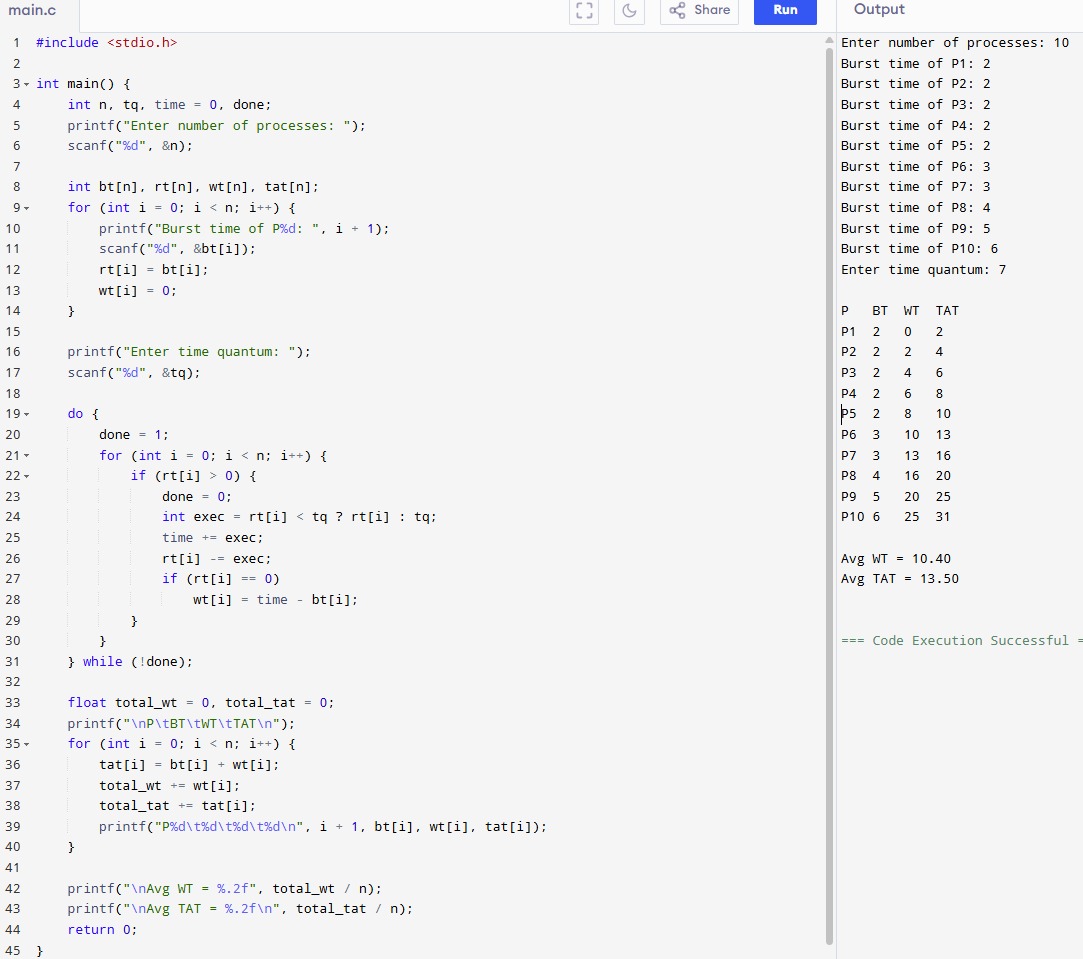 main.c
Share
Run
Output
1 #include <stdio.h>
2
3 int main() {
4     int n, tq, time = 0, done;
5     printf("Enter number of processes: ");
6     scanf("%d", &n);
7
8     int bt[n], rt[n], wt[n], tat[n];
9     for (int i = 0; i < n; i++) {
10         printf("Burst time of P%d: ", i + 1);
11         scanf("%d", &bt[i]);
12         rt[i] = bt[i];
13         wt[i] = 0;
14     }
15
16     printf("Enter time quantum: ");
17     scanf("%d", &tq);
18
19     do {
20         done = 1;
21         for (int i = 0; i < n; i++) {
22             if (rt[i] > 0) {
23                 done = 0;
24                 int exec = rt[i] < tq ? rt[i] : tq;
25                 time += exec;
26                 rt[i] -= exec;
27                 if (rt[i] == 0)
28                     wt[i] = time - bt[i];
29             }
30         }
31     } while (!done);
32
33     float total_wt = 0, total_tat = 0;
34     printf("\nP\tBT\tWT\tTAT\n");
35     for (int i = 0; i < n; i++) {
36         tat[i] = bt[i] + wt[i];
37         total_wt += wt[i];
38         total_tat += tat[i];
39         printf("P%d\t%d\t%d\t%d\n", i + 1, bt[i], wt[i], tat[i]);
40     }
41
42     printf("\nAvg WT = %.2f", total_wt / n);
43     printf("\nAvg TAT = %.2f\n", total_tat / n);
44     return 0;
45 }
Enter number of processes: 10
Burst time of P1: 2
Burst time of P2: 2
Burst time of P3: 2
Burst time of P4: 2
Burst time of P5: 2
Burst time of P6: 3
Burst time of P7: 3
Burst time of P8: 4
Burst time of P9: 5
Burst time of P10: 6
Enter time quantum: 7
P BT WT TAT
P1 2 0 2
P2 2 2 4
P3 2 4 6
P4 2 6 8
P5 2 8 10
P6 3 10 13
P7 3 13 16
P8 4 16 20
P9 5 20 25
P10 6 25 31
Avg WT = 10.40
Avg TAT = 13.50
=== Code Execution Successful =